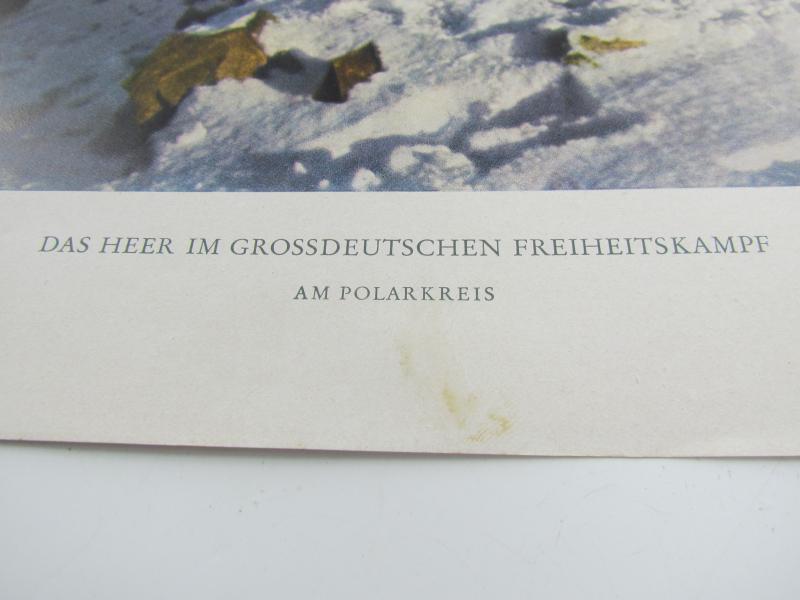 DAS HEER IM GROSSDEUTSCHEN FREIHEITSKAMPF
AM POLARKREIS